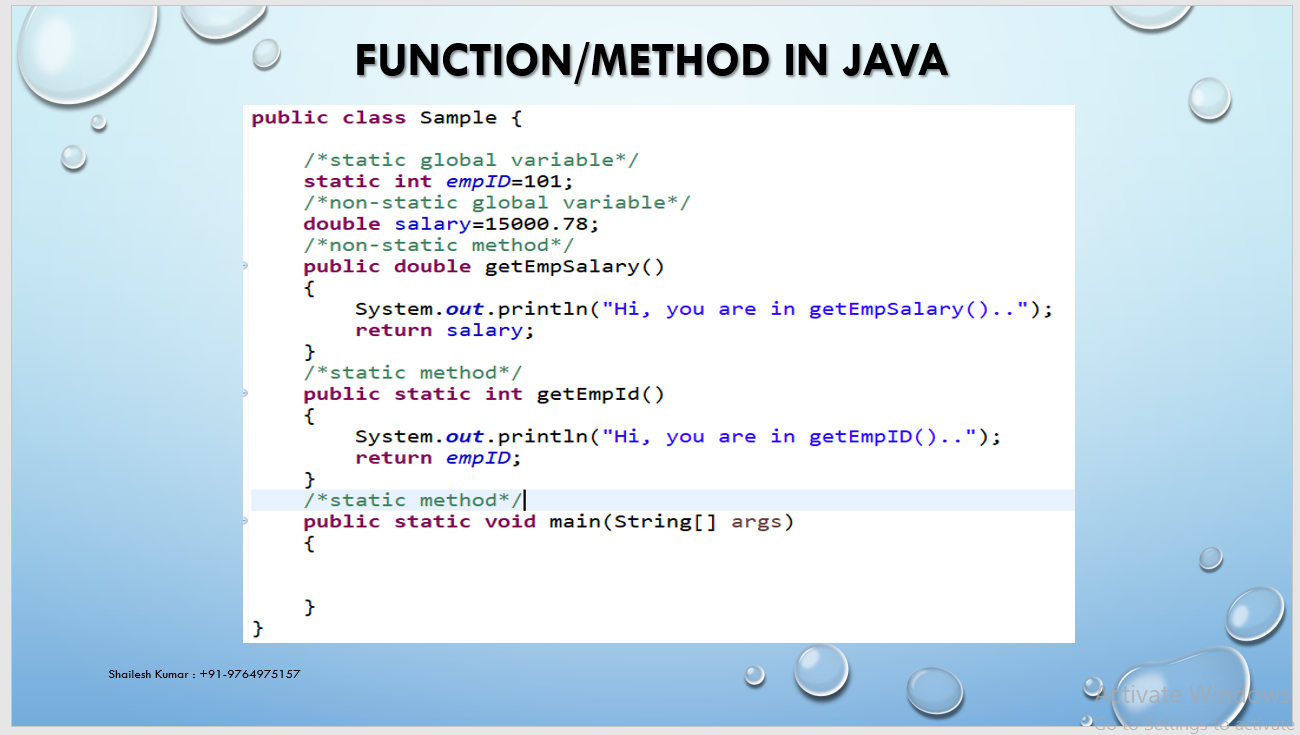 FUNCTION/METHOD IN JAVA
public class Sample {
/*static global variable*/
static int empID=101;
/*non-static global variable*/
double salary=15000.78;
/*non-static method*/
public double getEmpSalary()
{
System.out.println("Hi, you are in getEmpSalary()..");
return salary;
}
/*static method*/
public static int getEmpId()
{
System.out.println("Hi, you are in getEmpID()..");
return empID;
}
/*static method*/
public static void main(String[] args)
{
}
}
Shailesh Kumar : +91-9764975157
Activate Windows
Go to Settings to activate